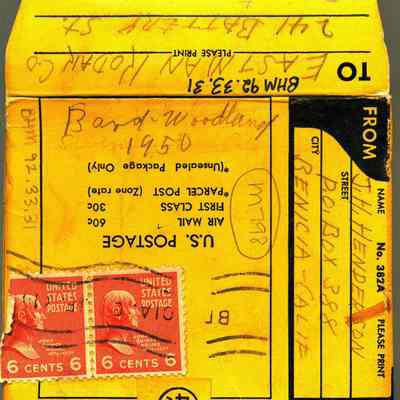 241 BATTERY St.
EASTMAN KODAK CO
PLEASE PRINT
TO
BHM 92.33.31
FROM
NAME
No. 382A
PLEASE PRINT
J.H. HENDERSON
STREET
P.O. BOX 398
CITY
BENICIA - CALIF
Woodland
1950
BHM 92.33.31
M798
U.S. POSTAGE
AIR MAIL 60c
FIRST CLASS 30c
*PARCEL POST (Zone rate)
*(Unsealed Package Only)
UNITED STATES POSTAGE
6 CENTS 6
UNITED STATES POSTAGE
6 CENTS 6